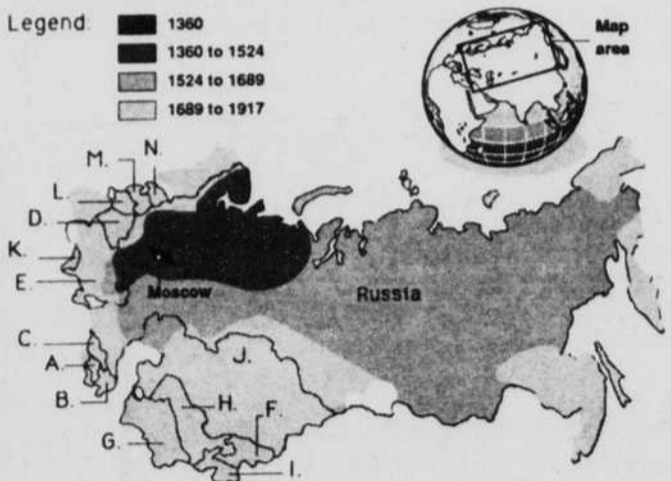 Legend:
1360
1360 to 1524
1524 to 1689
1689 to 1917
Map
area
M.
N.
L.
D.
K.
E.
Moscow
Russia
C.
A.
B.
J.
H.
F.
G.
I.